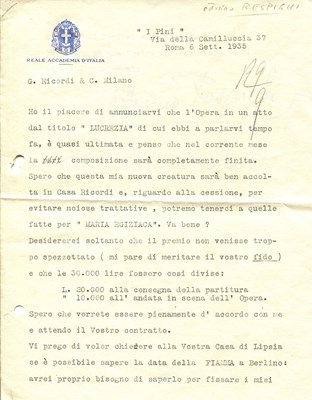 RESPIGHI
" I Pini "
Via della Camilluccia 37
Roma 6 Sett. 1935
REALE ACCADEMIA D'ITALIA
G. Ricordi & C. Milano
Ho il piacere di annunciarvi che l'Opera in un atto
dal titolo " LUCREZIA" di cui ebbi a parlarvi tempo
fa, è quasi ultimata e penso che nel corrente mese
la composizione sarà completamente finita.
Spero che questa mia nuova creatura sarà ben accol-
ta in Casa Ricordi e, riguardo alla cessione, per
evitare noiose trattative , potremo tenerci a quelle
fatte per " MARIA EGIZIACA". Va bene ?
Desidererei soltanto che il premio non venisse trop-
po spezzettato ( mi pare di meritare il vostro fido )
e che le 30.000 lire fossero così divise:
L. 20.000 alla consegna della partitura
" 10.000 all' andata in scena dell' Opera.
Spero che vorrete essere pienamente d' accordo con me
e attendo il Vostro contratto.
Vi prego di voler chiedere alla Vostra Casa di Lipsia
se è possibile sapere la data della FIAMMA a Berlino:
avrei proprio bisogno di saperlo per fissare i miei